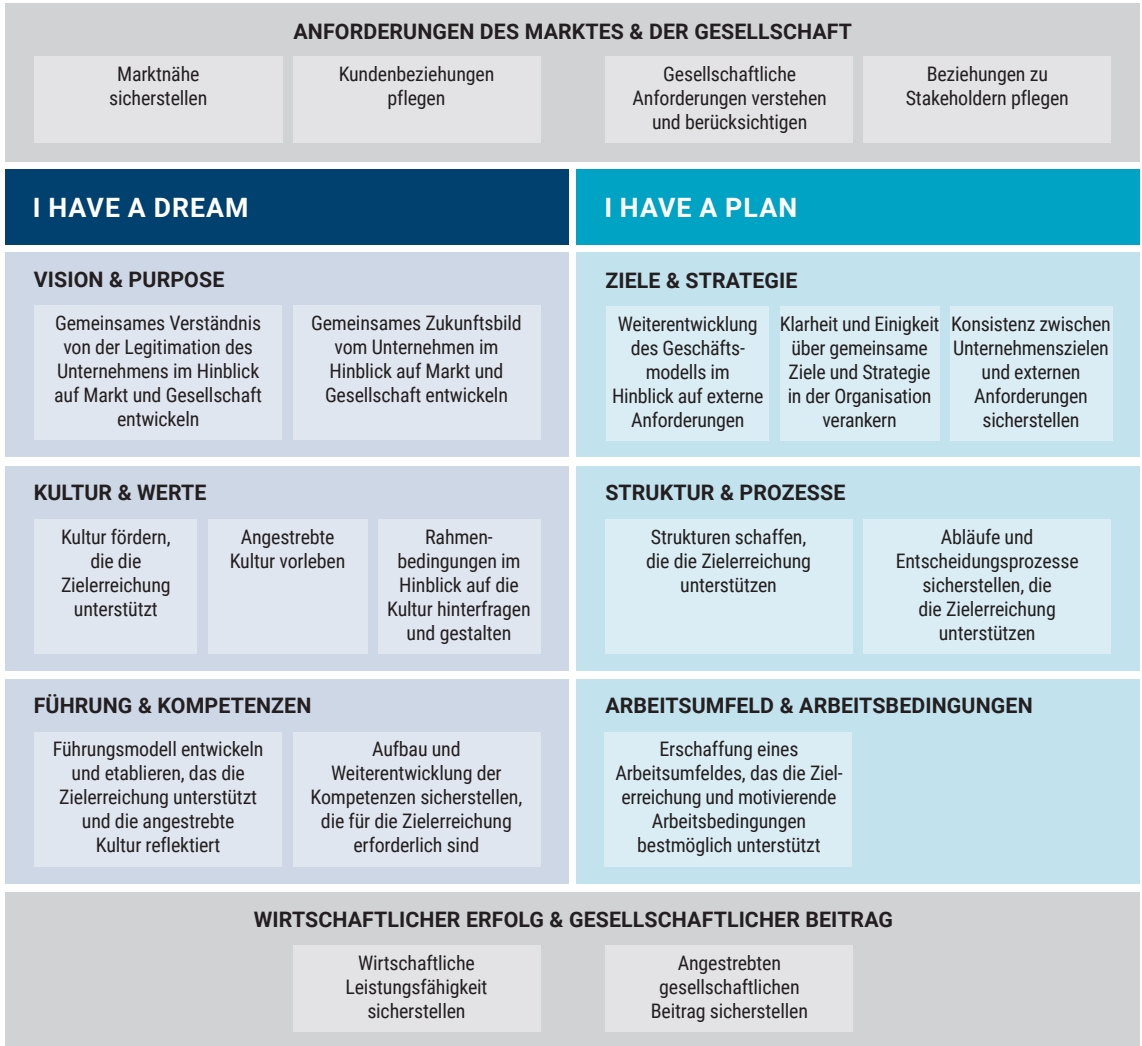 ANFORDERUNGEN DES MARKTES & DER GESELLSCHAFT
Marktnähe
sicherstellen
Kundenbeziehungen
pflegen
Gesellschaftliche
Anforderungen verstehen
und berücksichtigen
Beziehungen zu
Stakeholdern pflegen
I HAVE A DREAM
VISION & PURPOSE
Gemeinsames Verständnis
von der Legitimation des
Unternehmens im Hinblick
auf Markt und Gesellschaft
entwickeln
Gemeinsames Zukunftsbild
vom Unternehmen im
Hinblick auf Markt und
Gesellschaft entwickeln
KULTUR & WERTE
Kultur fördern,
die die
Zielerreichung
unterstützt
Angestrebte
Kultur vorleben
Rahmen-
bedingungen im
Hinblick auf die
Kultur hinterfragen
und gestalten
FÜHRUNG & KOMPETENZEN
Führungsmodell entwickeln
und etablieren, das die
Zielerreichung unterstützt
und die angestrebte
Kultur reflektiert
Aufbau und
Weiterentwicklung der
Kompetenzen sicherstellen,
die für die Zielerreichung
erforderlich sind
I HAVE A PLAN
ZIELE & STRATEGIE
Weiterentwicklung
des Geschäfts-
modells im
Hinblick auf externe
Anforderungen
Klarheit und Einigkeit
über gemeinsame
Ziele und Strategie
in der Organisation
verankern
Konsistenz zwischen
Unternehmenszielen
und externen
Anforderungen
sicherstellen
STRUKTUR & PROZESSE
Strukturen schaffen,
die die Zielerreichung
unterstützen
Abläufe und
Entscheidungsprozesse
sicherstellen, die
die Zielerreichung
unterstützen
ARBEITSUMFELD & ARBEITSBEDINGUNGEN
Erschaffung eines
Arbeitsumfeldes, das die Ziel-
erreichung und motivierende
Arbeitsbedingungen
bestmöglich unterstützt
WIRTSCHAFTLICHER ERFOLG & GESELLSCHAFTLICHER BEITRAG
Wirtschaftliche
Leistungsfähigkeit
sicherstellen
Angestrebten
gesellschaftlichen
Beitrag sicherstellen